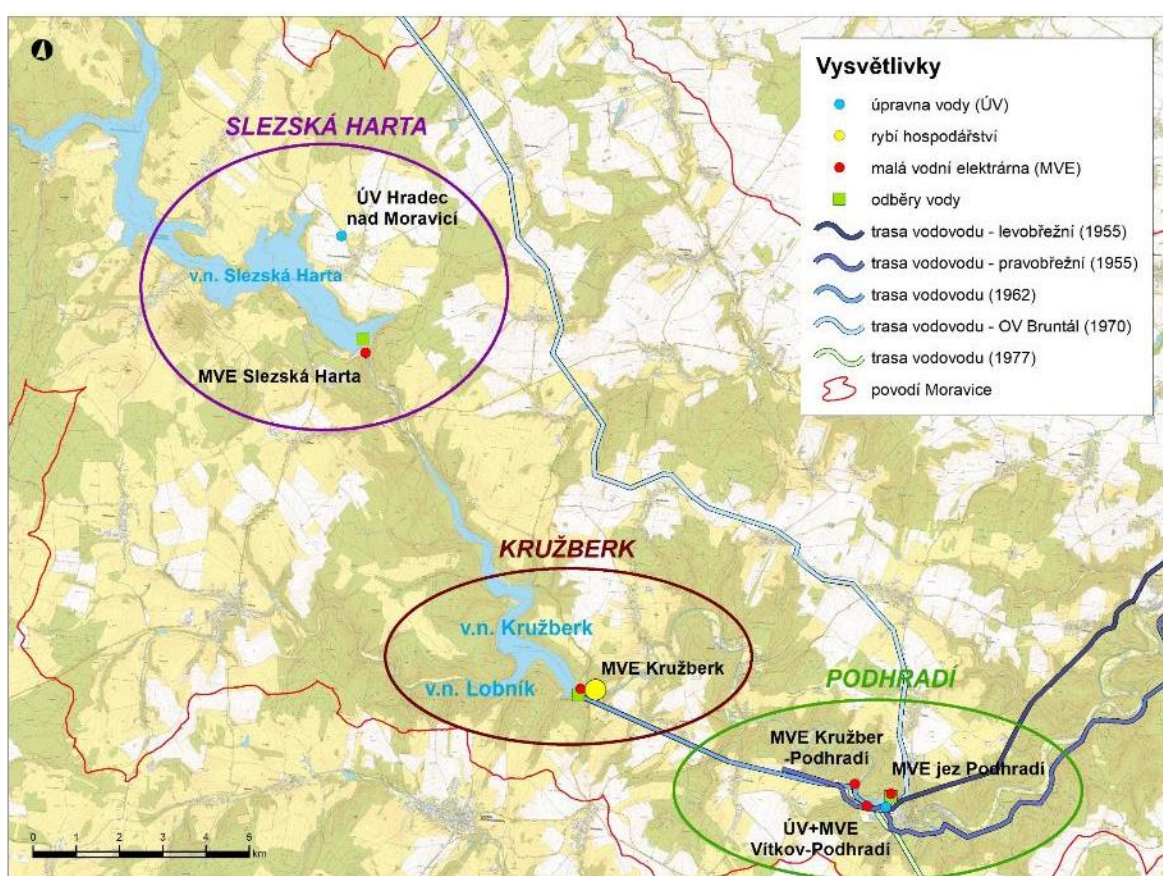 Vysvětlivky
úpravna vody (ÚV)
rybí hospodářství
malá vodní elektrárna (MVE)
odběry vody
trasa vodovodu - levobřežní (1955)
trasa vodovodu - pravobřežní (1955)
trasa vodovodu (1962)
trasa vodovodu - OV Bruntál (1970)
trasa vodovodu (1977)
povodí Moravice
SLEZSKÁ HARTA
ÚV Hradec
nad Moravicí
v.n. Slezská Harta
MVE Slezská Harta
KRUŽBERK
v.n. Kružberk
v.n. Lobník
MVE Kružberk
PODHRADÍ
MVE Kružber
-Podhradí
MVE jez Podhradí
ÚV+MVE
Vítkov-Podhradí
0 1 2 3 4 5
km